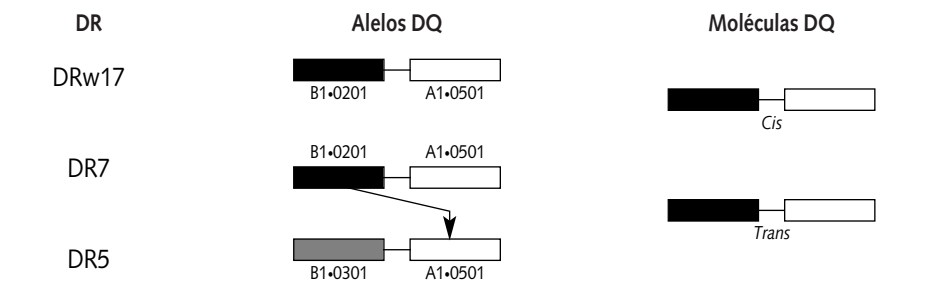 DR Alelos DQ Moléculas DQ
DRw17
B1•0201 A1•0501
Cis
B1•0201 A1•0501
DR7
Trans
DR5
B1•0301 A1•0501